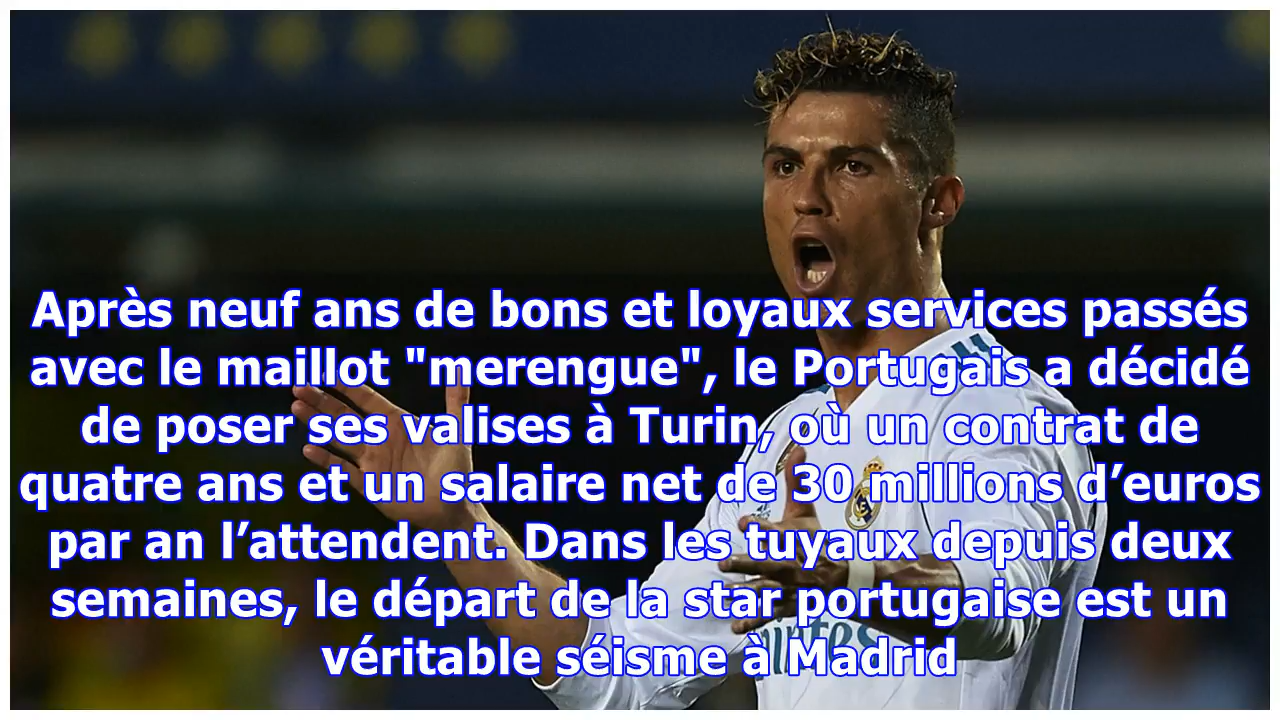 Après neuf ans de bons et loyaux services passés
avec le maillot "merengue", le Portugais a décidé
de poser ses valises à Turin, où un contrat de
quatre ans et un salaire net de 30 millions d’euros
par an l’attendent. Dans les tuyaux depuis deux
semaines, le départ de la star portugaise est un
véritable séisme à Madrid